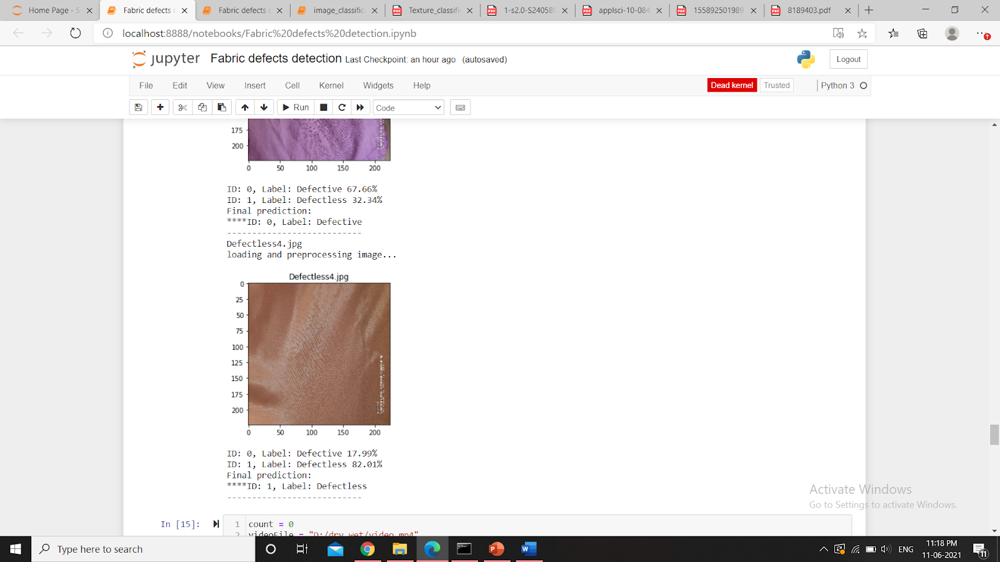 Home Page - S
Fabric defects
Fabric defects
image_classific
Texture_classifi
1-s2.0-S24058
applsci-10-084
155892501989
8189403.pdf
localhost:8888/notebooks/Fabric%20defects%20detection.ipynb
jupyter Fabric defects detection Last Checkpoint: an hour ago (autosaved)
Logout
File Edit View Insert Cell Kernel Widgets Help
Dead kernel Trusted Python 3
Run Code
175
200
0 50 100 150 200
ID: 0, Label: Defective 67.66%
ID: 1, Label: Defectless 32.34%
Final prediction:
****ID: 0, Label: Defective
---------------------------
Defectless4.jpg
loading and preprocessing image...
Defectless4.jpg
0
25
50
75
100
125
150
175
200
0 50 100 150 200
ID: 0, Label: Defective 17.99%
ID: 1, Label: Defectless 82.01%
Final prediction:
****ID: 1, Label: Defectless
---------------------------
Activate Windows
Go to Settings to activate Windows.
In [15]:
1 count = 0
2 videoFile = "D:/dry_wet/video.mp4"
Type here to search
ENG
11:18 PM
11-06-2021
11